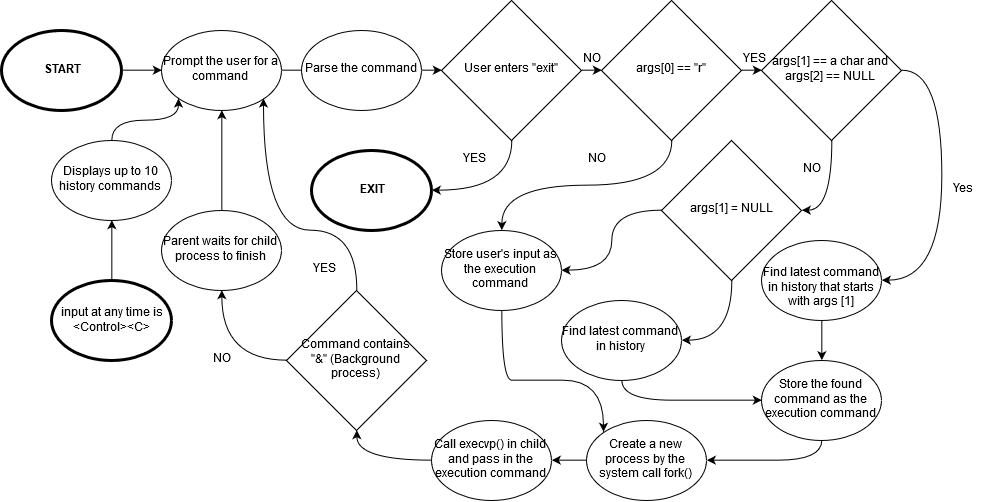 START
Prompt the user for a
command
Parse the command
User enters "exit"
NO
args[0] == "r"
YES
args[1] == a char and
args[2] == NULL
YES
NO
NO
Yes
Displays up to 10
history commands
EXIT
args[1] = NULL
Parent waits for child
process to finish
Store user's input as
the execution
command
Find latest command
in history that starts
with args [1]
YES
input at any time is
<Control><C>
Find latest command
in history
NO
Command contains
"&" (Background
process)
Store the found
command as the
execution command
Call execvp() in child
and pass in the
execution command
Create a new
process by the
system call fork()